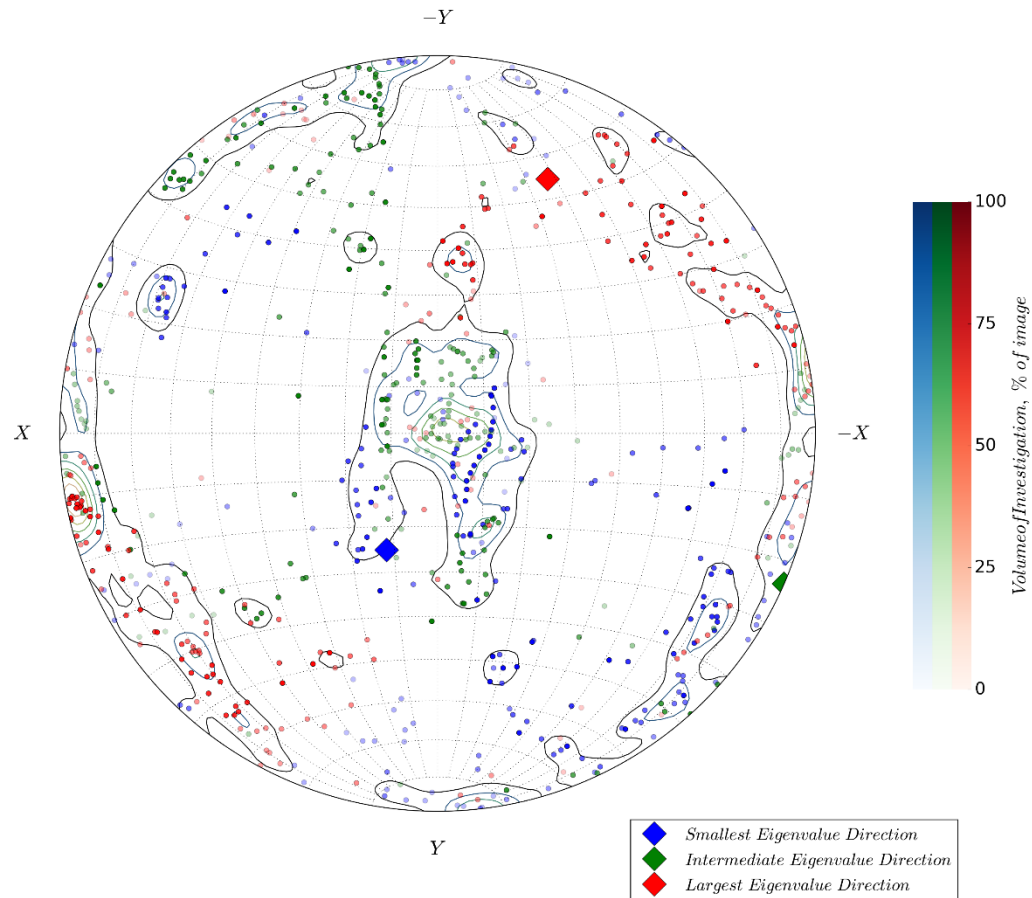 −Y
X
−X
Y
100
75
50
25
0
VolumeofInvestigation, % of image
Smallest Eigenvalue Direction
Intermediate Eigenvalue Direction
Largest Eigenvalue Direction